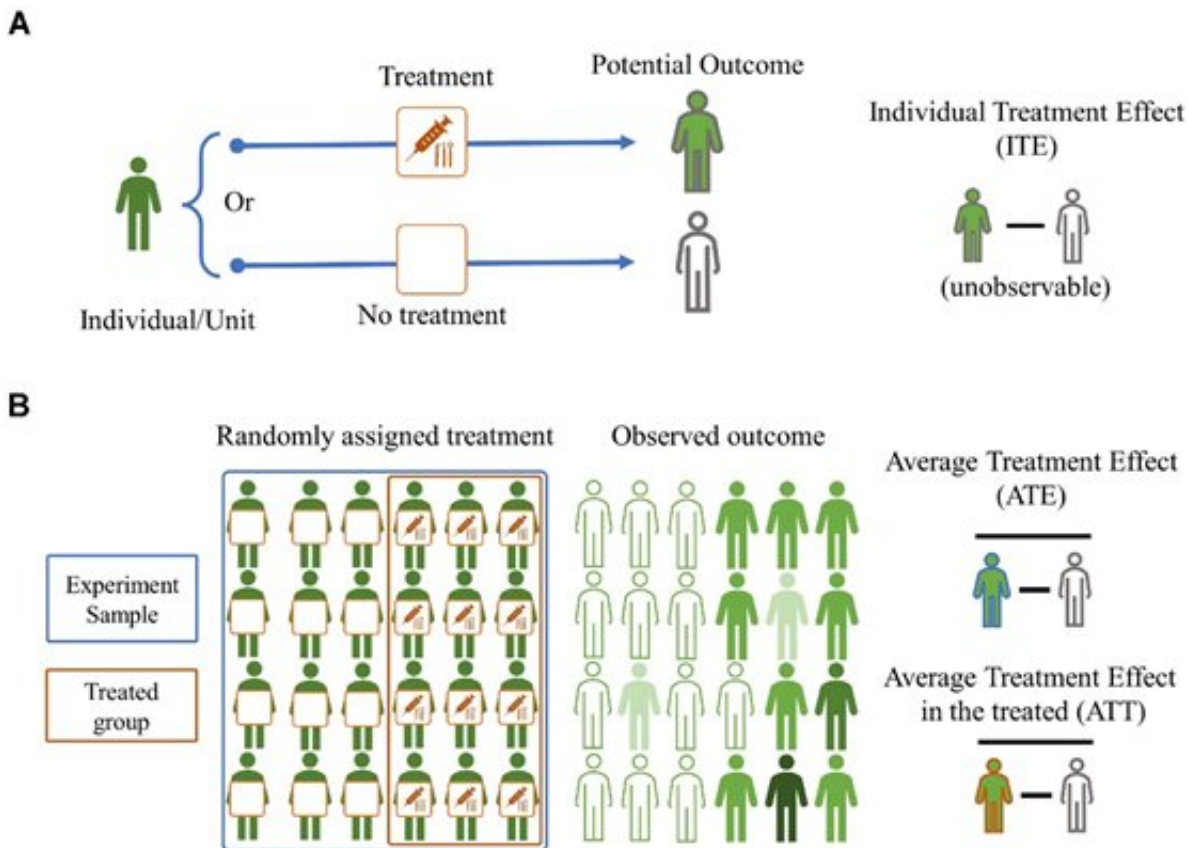 A
Treatment
Potential Outcome
Individual Treatment Effect
(ITE)
Or
(unobservable)
Individual/Unit
No treatment
B
Randomly assigned treatment
Observed outcome
Average Treatment Effect
(ATE)
Experiment
Sample
Treated
group
Average Treatment Effect
in the treated (ATT)